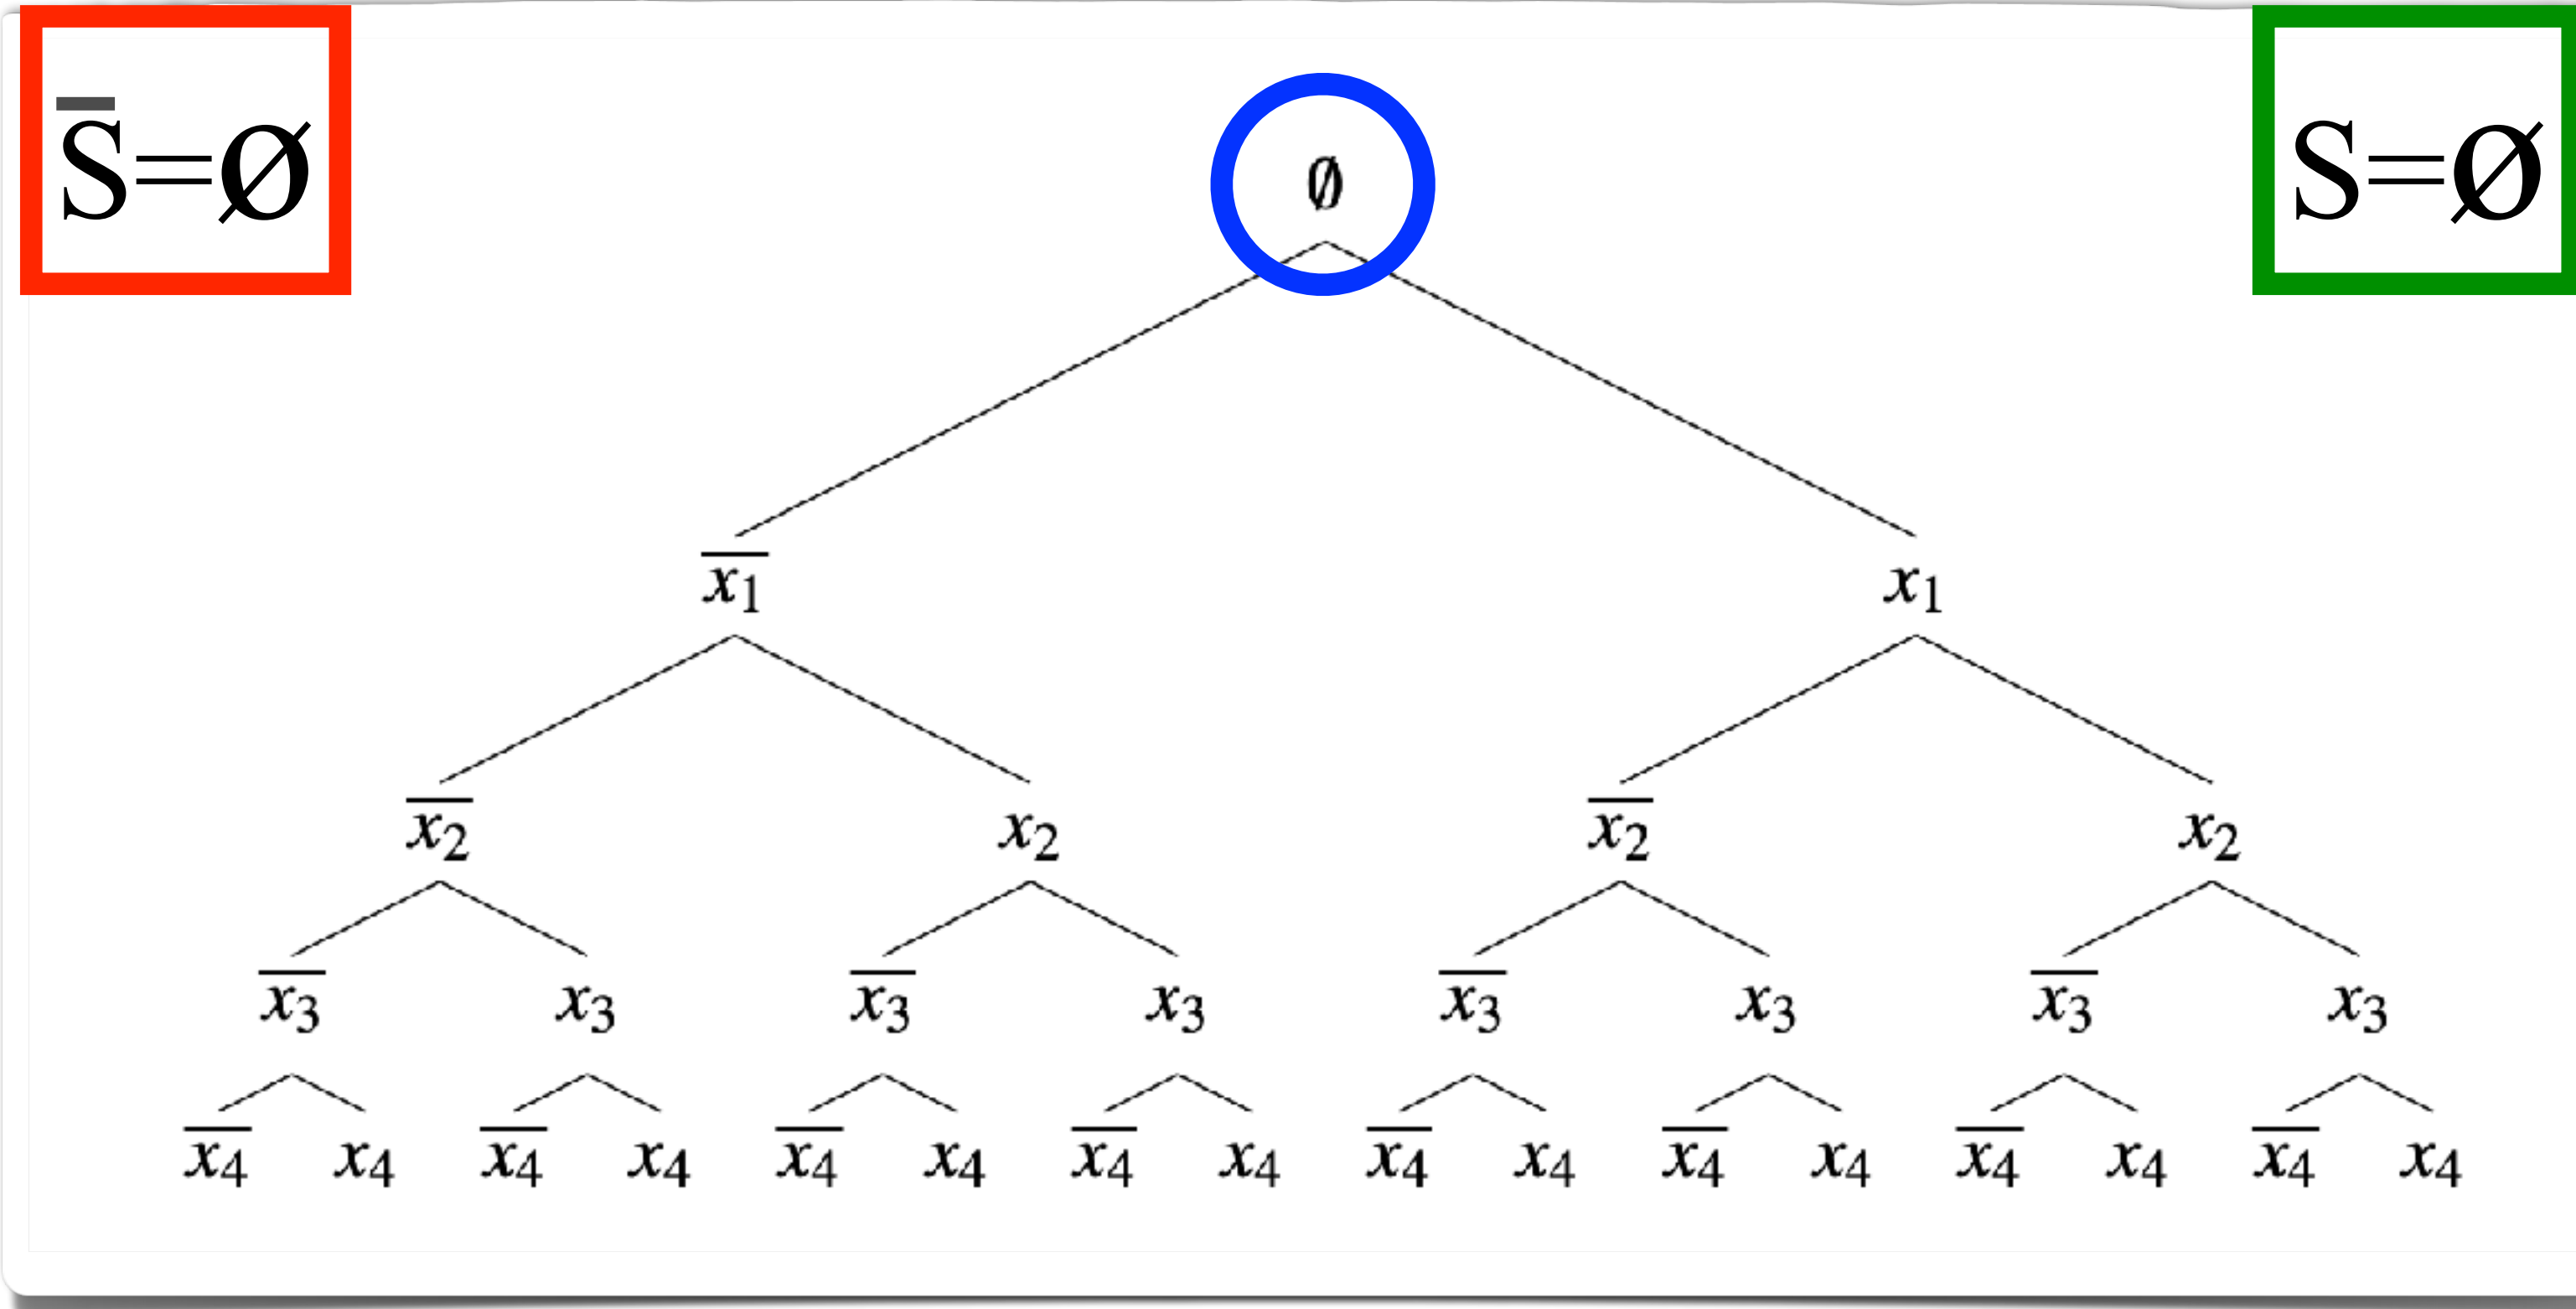 S̅=Ø ∅ S=Ø
x̅₁ x₁
x̅₂ x₂ x̅₂ x₂
x̅₃ x₃ x̅₃ x₃ x̅₃ x₃ x̅₃ x₃
x̅₄ x₄ x̅₄ x₄ x̅₄ x₄ x̅₄ x₄ x̅₄ x₄ x̅₄ x₄ x̅₄ x₄ x̅₄ x₄